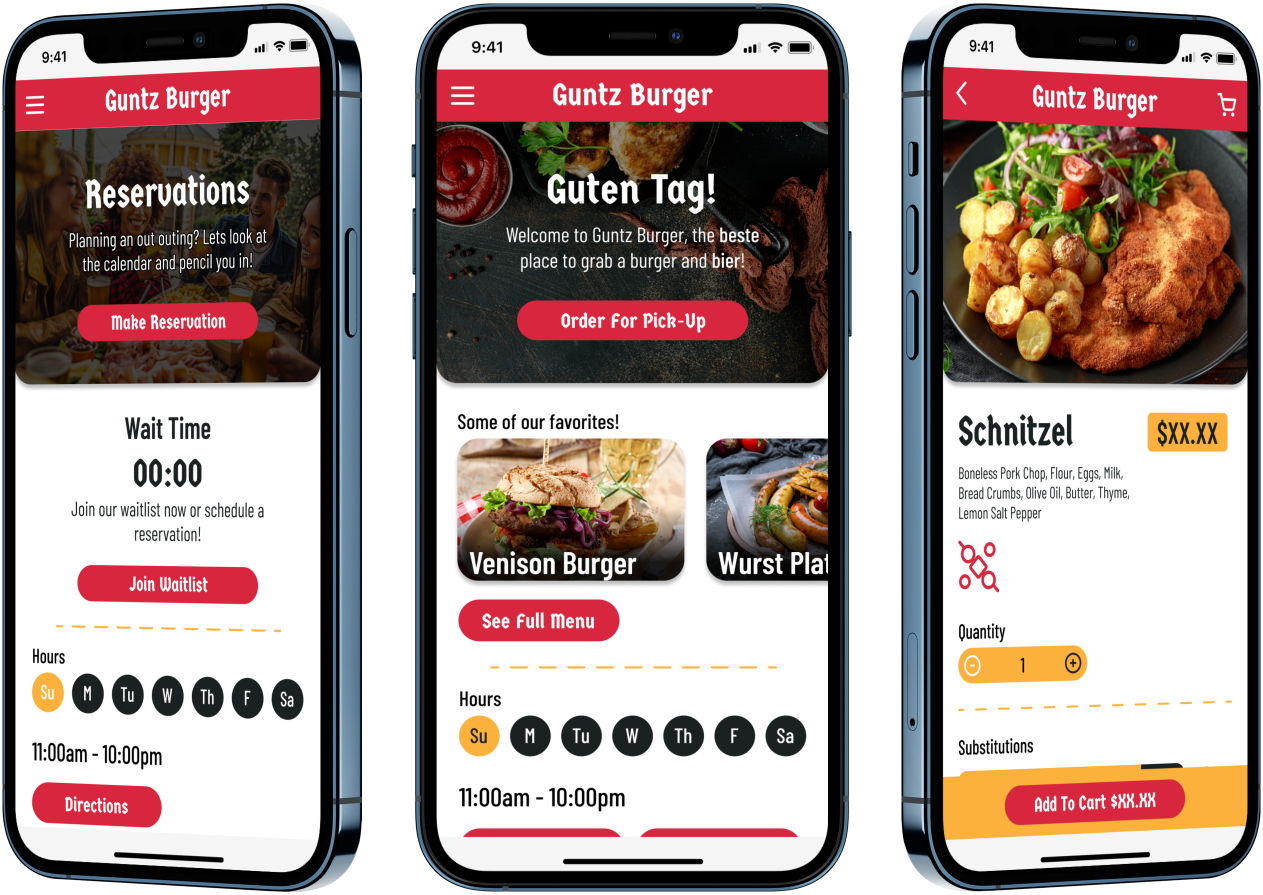 9:41
Guntz Burger
Reservations
Planning an out outing? Lets look at
the calendar and pencil you in!
Make Reservation
Wait Time
00:00
Join our waitlist now or schedule a
reservation!
Join Waitlist
Hours
Su M Tu W Th F Sa
11:00am - 10:00pm
Directions
9:41
Guntz Burger
Guten Tag!
Welcome to Guntz Burger, the beste
place to grab a burger and bier!
Order For Pick-Up
Some of our favorites!
Venison Burger
Wurst Plat
See Full Menu
Hours
Su M Tu W Th F Sa
11:00am - 10:00pm
9:41
Guntz Burger
Schnitzel
$XX.XX
Boneless Pork Chop, Flour, Eggs, Milk,
Bread Crumbs, Olive Oil, Butter, Thyme,
Lemon Salt Pepper
Quantity
- 1 +
Substitutions
Add To Cart $XX.XX